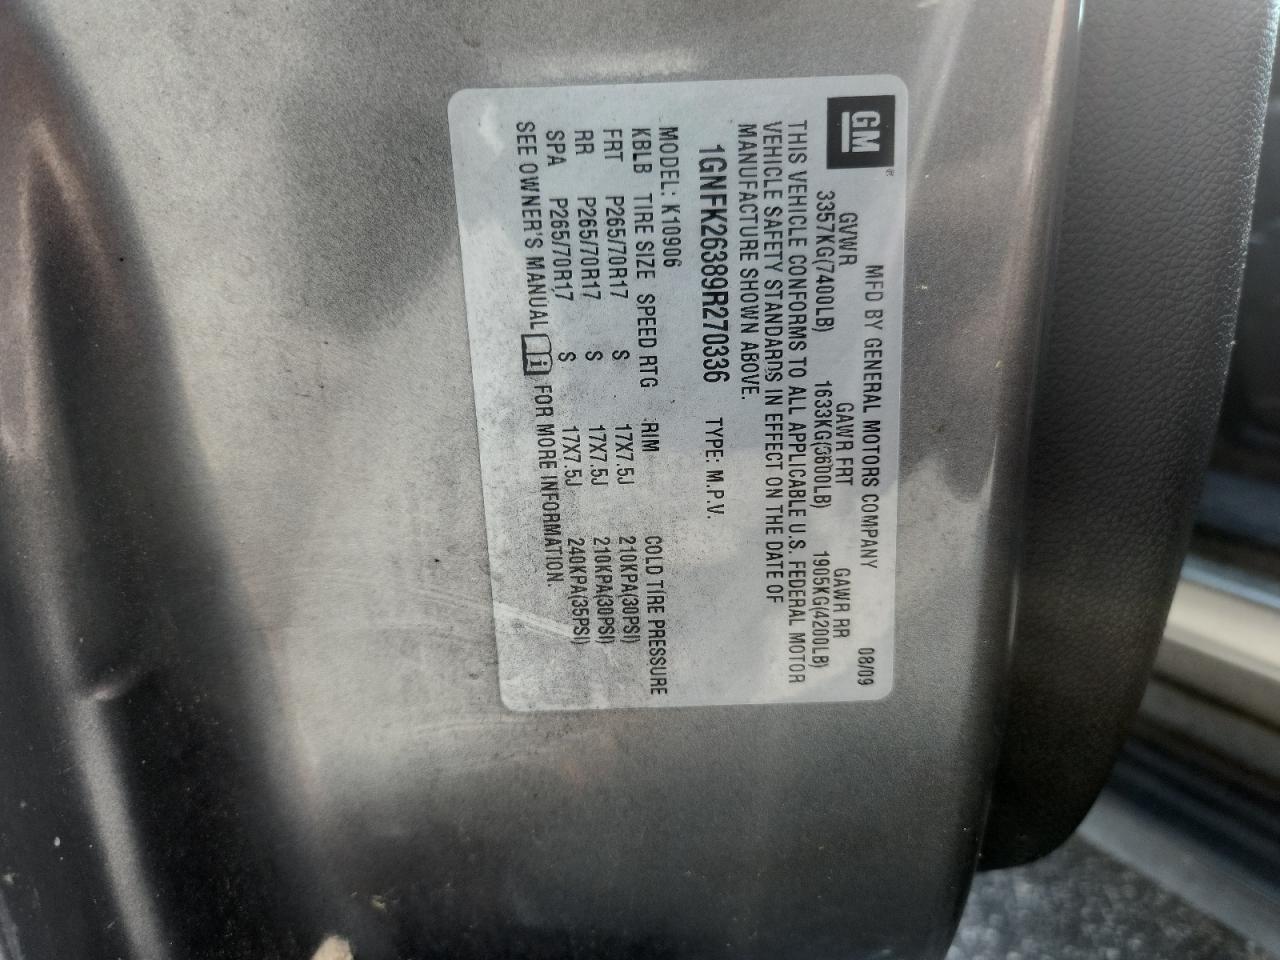 GM
MFD BY GENERAL MOTORS COMPANY 08/09
GVWR GAWR FRT GAWR RR
3357KG(7400LB) 1633KG(3600LB) 1905KG(4200LB)
THIS VEHICLE CONFORMS TO ALL APPLICABLE U.S. FEDERAL MOTOR
VEHICLE SAFETY STANDARDS IN EFFECT ON THE DATE OF
MANUFACTURE SHOWN ABOVE.
1GNFK26389R270336 TYPE: M.P.V.
MODEL: K10906
KBLB TIRE SIZE SPEED RTG RIM COLD TIRE PRESSURE
FRT P265/70R17 S 17X7.5J 210KPA(30PSI)
RR P265/70R17 S 17X7.5J 210KPA(30PSI)
SPA P265/70R17 S 17X7.5J 240KPA(35PSI)
SEE OWNER'S MANUAL i FOR MORE INFORMATION.